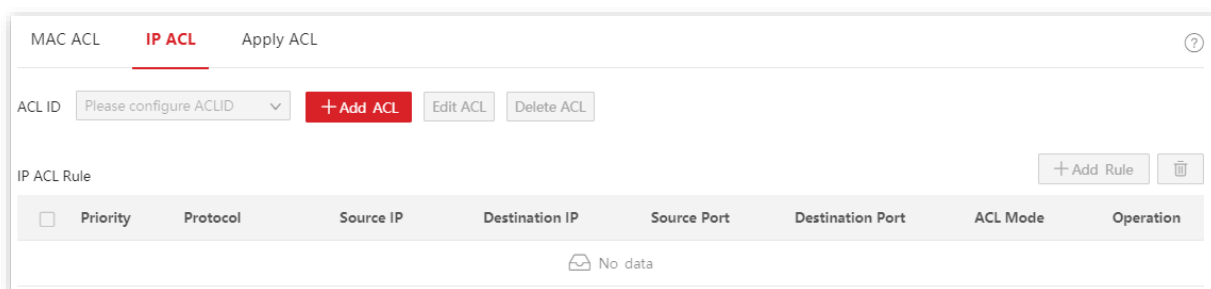 MAC ACL IP ACL Apply ACL ?
ACL ID Please configure ACLID +Add ACL Edit ACL Delete ACL
+Add Rule
IP ACL Rule
Priority Protocol Source IP Destination IP Source Port Destination Port ACL Mode Operation
No data